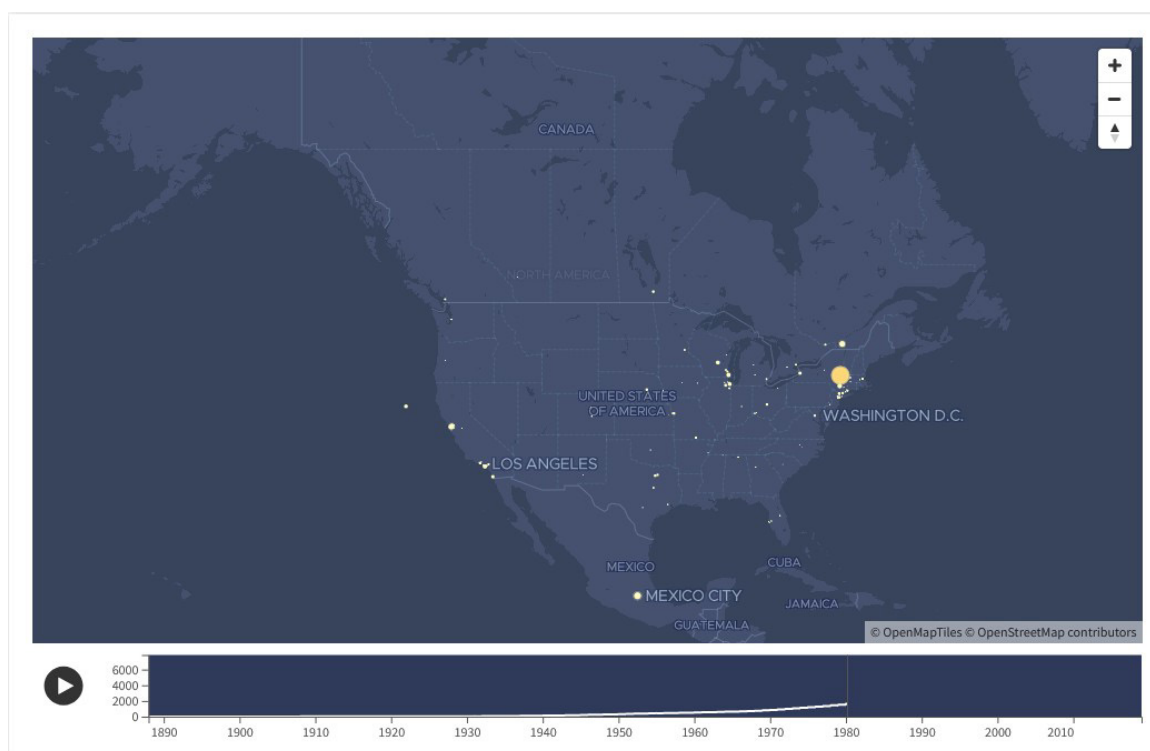 CANADA
NORTH AMERICA
UNITED STATES
OF AMERICA
WASHINGTON D.C.
LOS ANGELES
MEXICO
CUBA
MEXICO CITY
JAMAICA
GUATEMALA
© OpenMapTiles © OpenStreetMap contributors
6000
4000
2000
0
1890 1900 1910 1920 1930 1940 1950 1960 1970 1980 1990 2000 2010